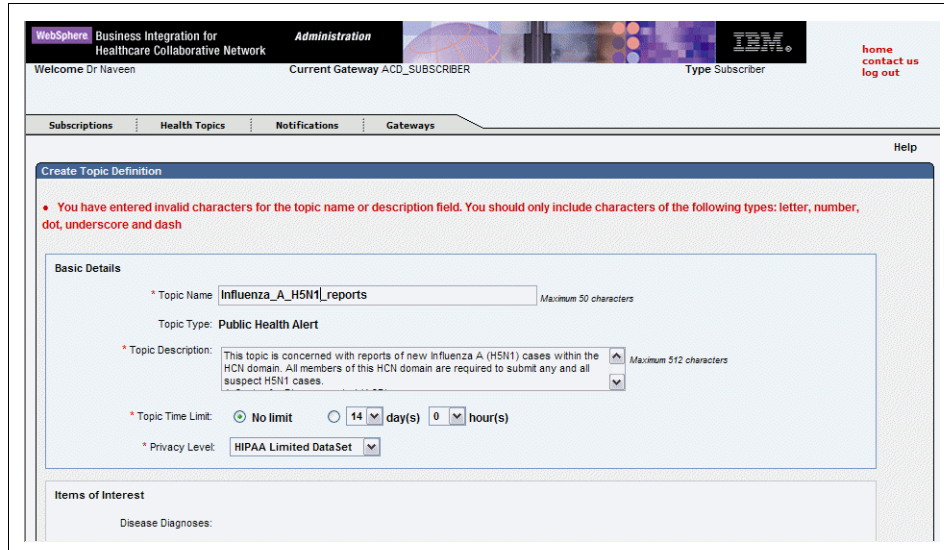 WebSphere Business Integration for Healthcare Collaborative Network
Administration
IBM
home
contact us
log out
Welcome Dr Naveen
Current Gateway ACD_SUBSCRIBER
Type Subscriber
Subscriptions Health Topics Notifications Gateways
Help
Create Topic Definition
• You have entered invalid characters for the topic name or description field. You should only include characters of the following types: letter, number,
dot, underscore and dash
Basic Details
* Topic Name Influenza_A_H5N1_reports Maximum 50 characters
Topic Type: Public Health Alert
* Topic Description: This topic is concerned with reports of new Influenza A (H5N1) cases within the
HCN domain. All members of this HCN domain are required to submit any and all
suspect H5N1 cases.
Maximum 512 characters
* Topic Time Limit: No limit 14 day(s) 0 hour(s)
* Privacy Level: HIPAA Limited DataSet
Items of Interest
Disease Diagnoses: